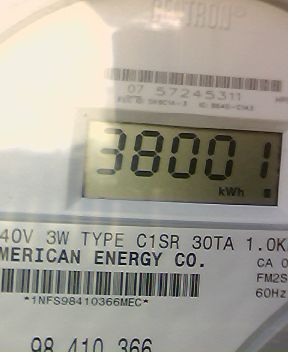 CENTRON®
07 57245311
38001
kWh
40V 3W TYPE C1SR 30TA 1.0K
MERICAN ENERGY CO.
CA 0
FM2S
60Hz
*1NFS98410366MEC*
98 410 366